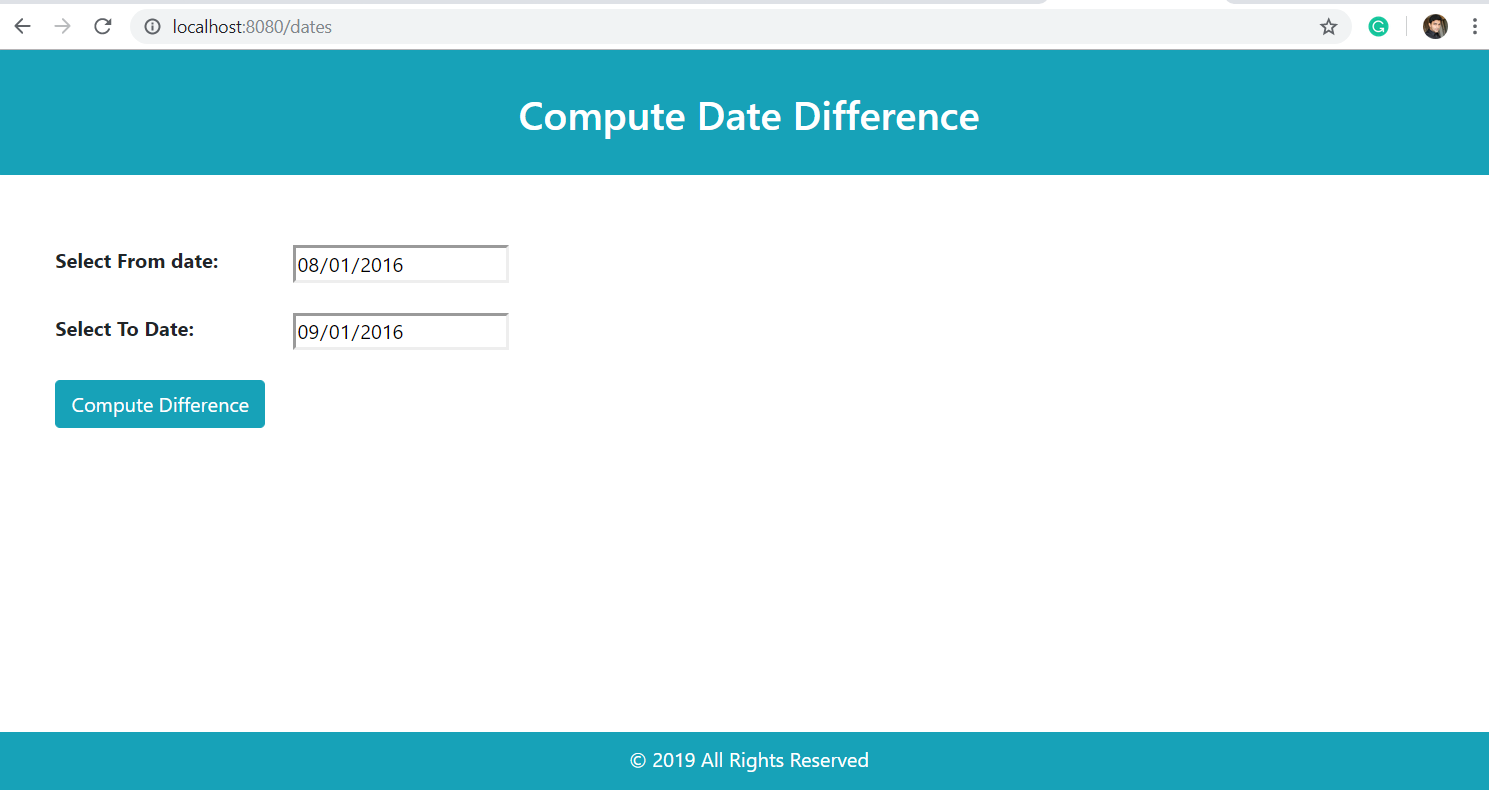 localhost:8080/dates
Compute Date Difference
Select From date: 08/01/2016
Select To Date: 09/01/2016
Compute Difference
© 2019 All Rights Reserved